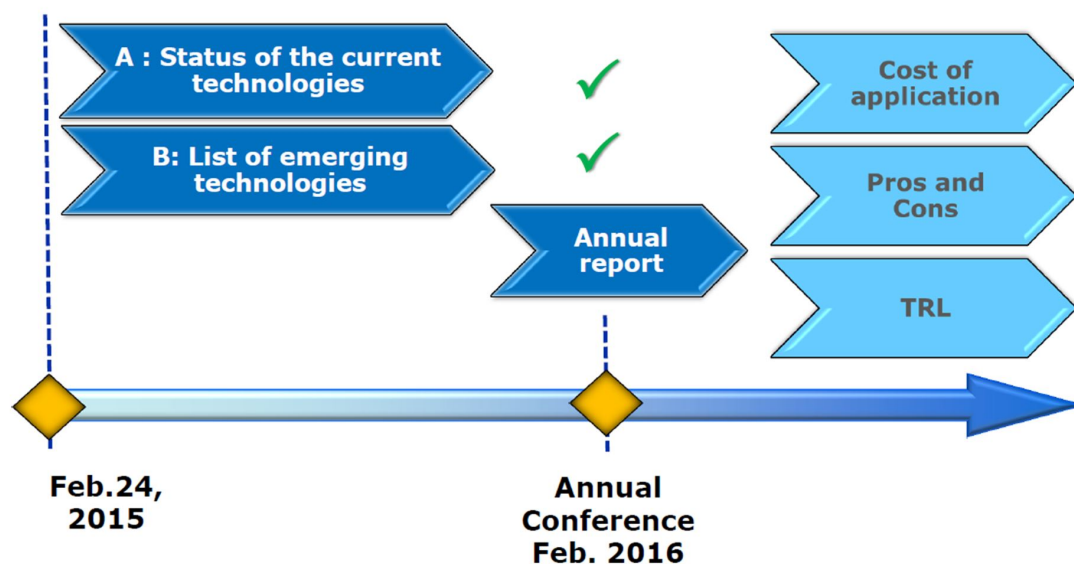 A : Status of the current
technologies
B: List of emerging
technologies
Annual
report
Cost of
application
Pros and
Cons
TRL
Feb.24,
2015
Annual
Conference
Feb. 2016